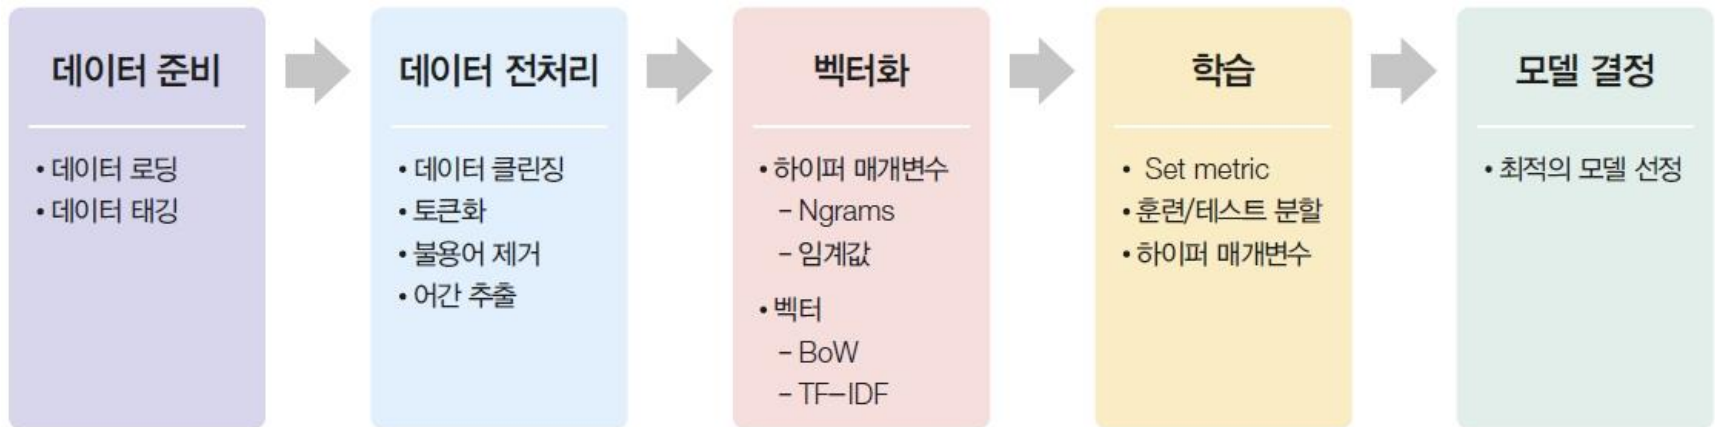 데이터 준비
• 데이터 로딩
• 데이터 태깅
데이터 전처리
• 데이터 클린징
• 토큰화
• 불용어 제거
• 어간 추출
벡터화
• 하이퍼 매개변수
– Ngrams
– 임계값
• 벡터
– BoW
– TF–IDF
학습
• Set metric
• 훈련/테스트 분할
• 하이퍼 매개변수
모델 결정
• 최적의 모델 선정